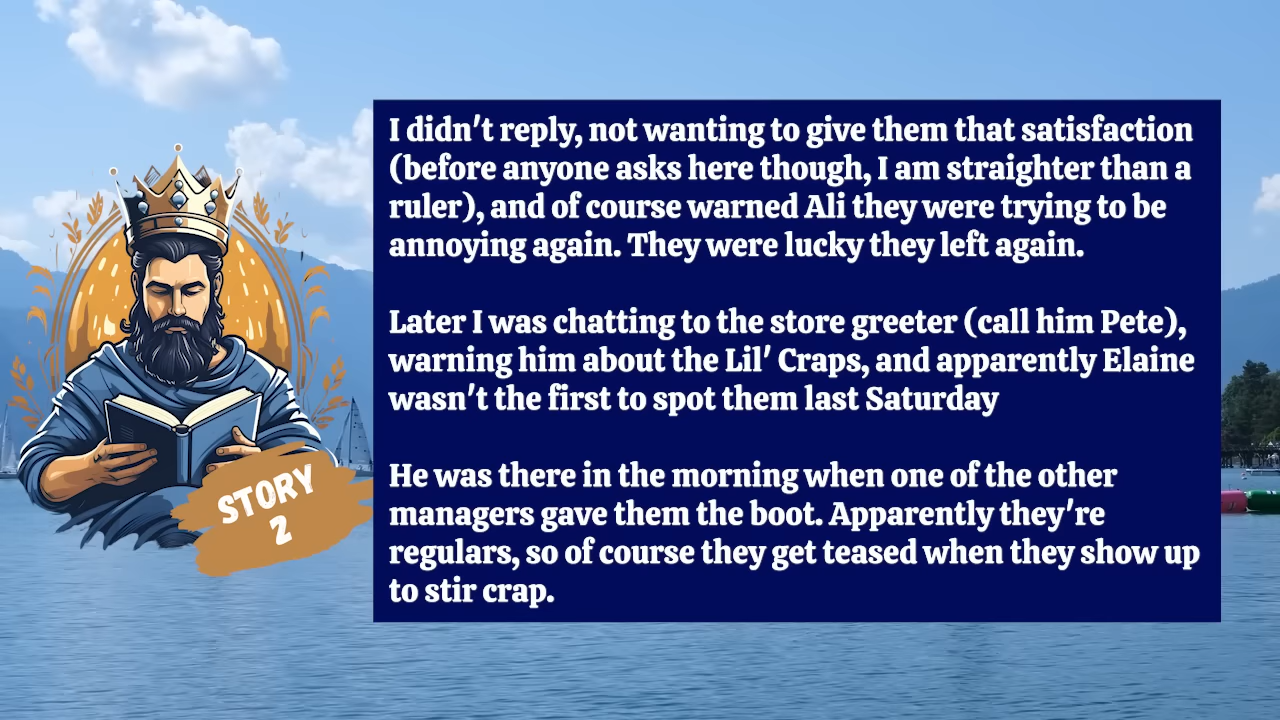 I didn't reply, not wanting to give them that satisfaction
(before anyone asks here though, I am straighter than a
ruler), and of course warned Ali they were trying to be
annoying again. They were lucky they left again.
Later I was chatting to the store greeter (call him Pete),
warning him about the Lil' Craps, and apparently Elaine
wasn't the first to spot them last Saturday
He was there in the morning when one of the other
managers gave them the boot. Apparently they're
regulars, so of course they get teased when they show up
to stir crap.
STORY
2